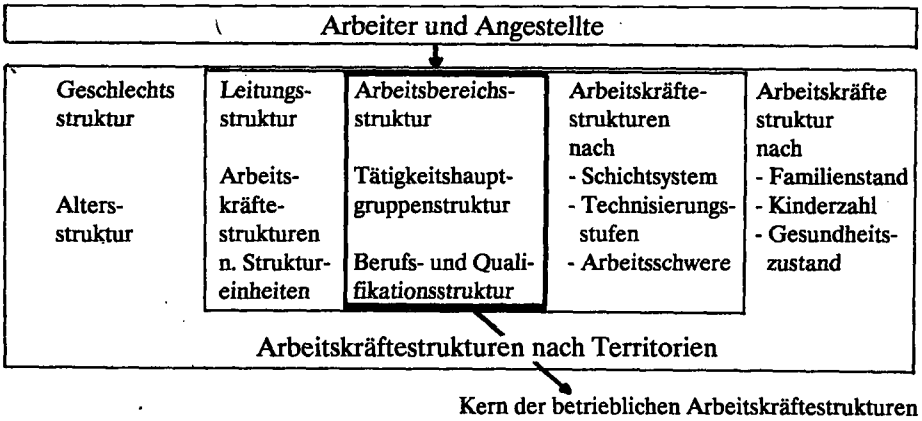 Arbeiter und Angestellte
Geschlechts
struktur
Alters-
struktur
Leitungs-
struktur
Arbeits-
kräfte-
strukturen
n. Struktur-
einheiten
Arbeitsbereichs-
struktur
Tätigkeitshaupt-
gruppenstruktur
Berufs- und Quali-
fikationsstruktur
Arbeitskräfte-
strukturen
nach
- Schichtsystem
- Technisierungs-
stufen
- Arbeitsschwere
Arbeitskräfte
struktur
nach
- Familienstand
- Kinderzahl
- Gesundheits-
zustand
Arbeitskräftestrukturen nach Territorien
Kern der betrieblichen Arbeitskräftestrukturen